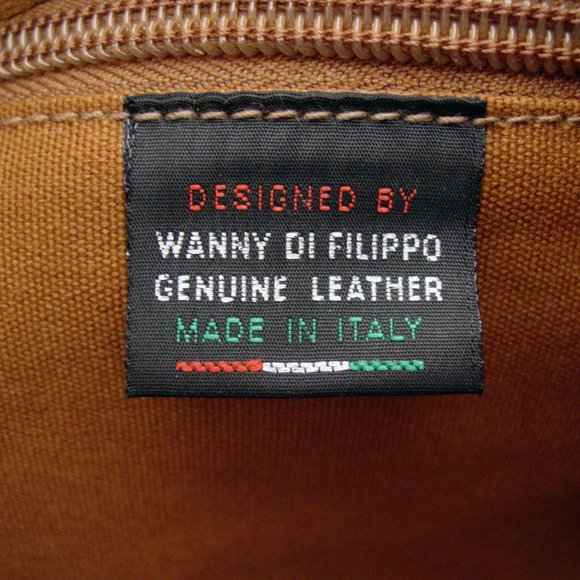 DESIGNED BY
WANNY DI FILIPPO
GENUINE LEATHER
MADE IN ITALY